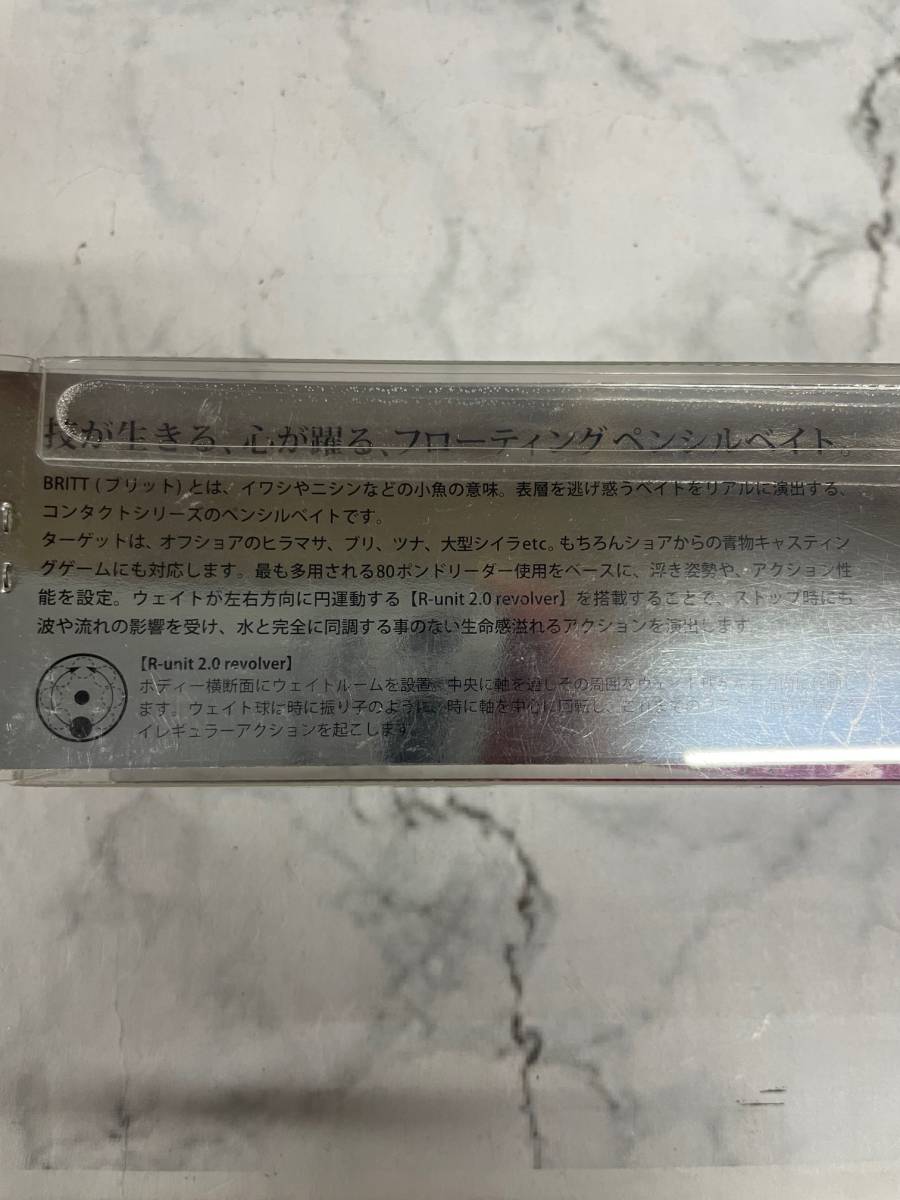 技が生きる、心が躍る、フローティングペンシルベイト。
BRITT (ブリット) とは、イワシやニシンなどの小魚の意味。表層を逃げ惑うベイトをリアルに演出する、
コンタクトシリーズのペンシルベイトです。
ターゲットは、オフショアのヒラマサ、ブリ、ツナ、大型シイラetc。もちろんショアからの青物キャスティン
グゲームにも対応します。最も多用される80ポンドリーダー使用をベースに、浮き姿勢や、アクション性
能を設定。ウェイトが左右方向に円運動する【R-unit 2.0 revolver】を搭載することで、ストップ時にも
波や流れの影響を受け、水と完全に同調する事のない生命感溢れるアクションを演出します
【R-unit 2.0 revolver】
ボディー横断面にウェイトルームを設置。中央に軸を通しその周囲をウェイト
ます。ウェイト球に時に振り子のように、時に軸を中心に回転し、これまでの
イレギュラーアクションを起こします。